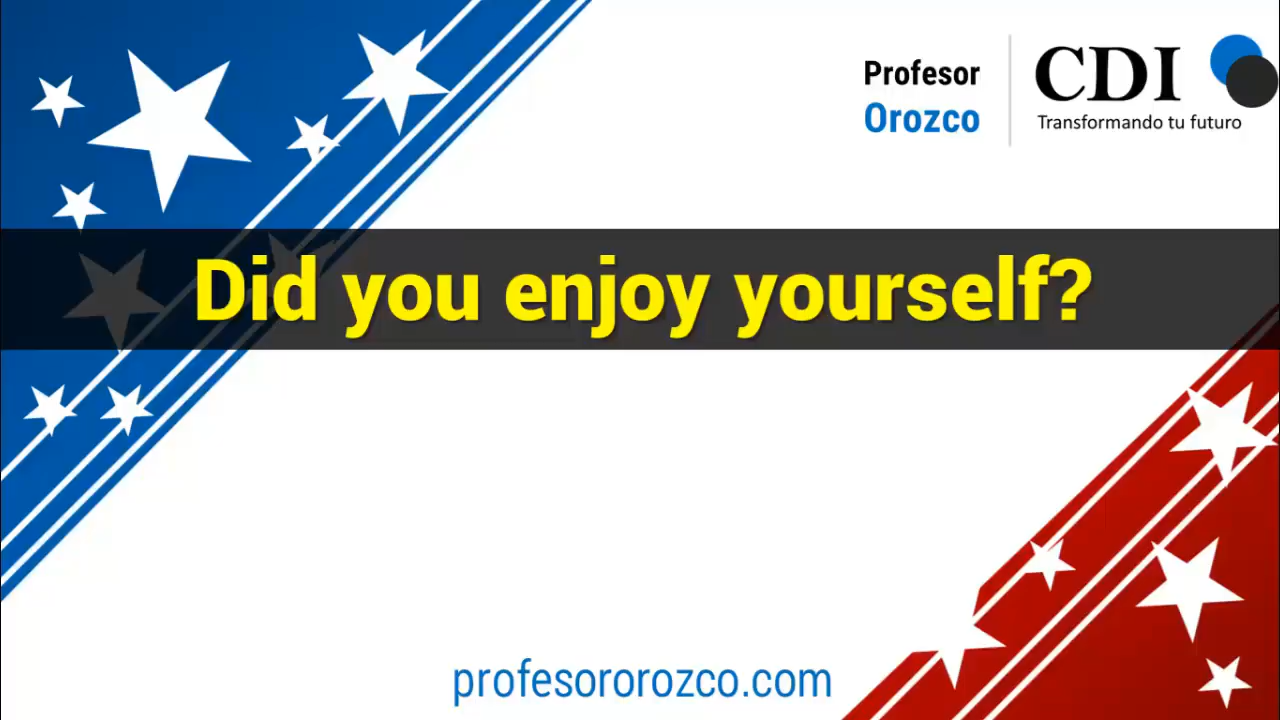 Profesor
Orozco
CDI
Transformando tu futuro
Did you enjoy yourself?
profesororozco.com